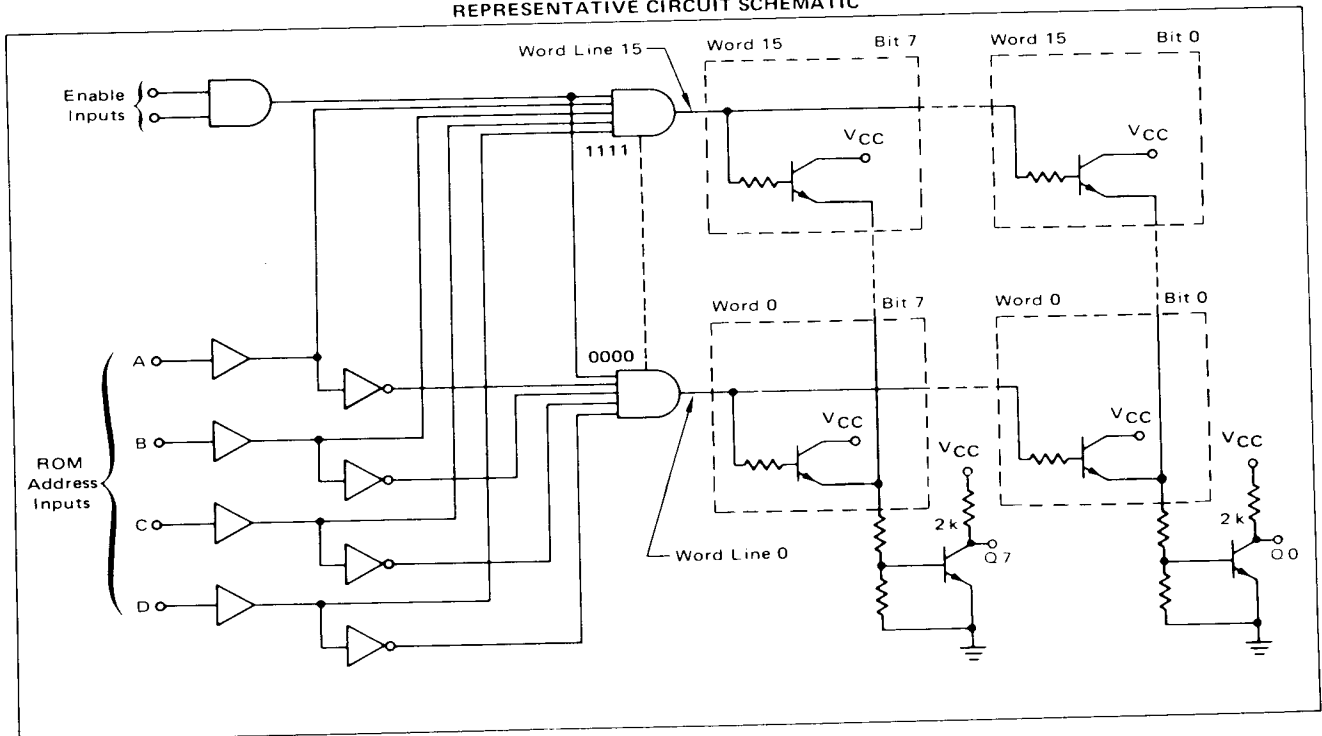 REPRESENTATIVE CIRCUIT SCHEMATIC
Enable
Inputs
Word Line 15
Word 15 Bit 7
Word 15 Bit 0
1111
VCC
VCC
ROM
Address
Inputs
A
B
C
D
0000
Word 0 Bit 7
Word 0 Bit 0
VCC
VCC
VCC
VCC
2k
2k
Q7
Q0
Word Line 0